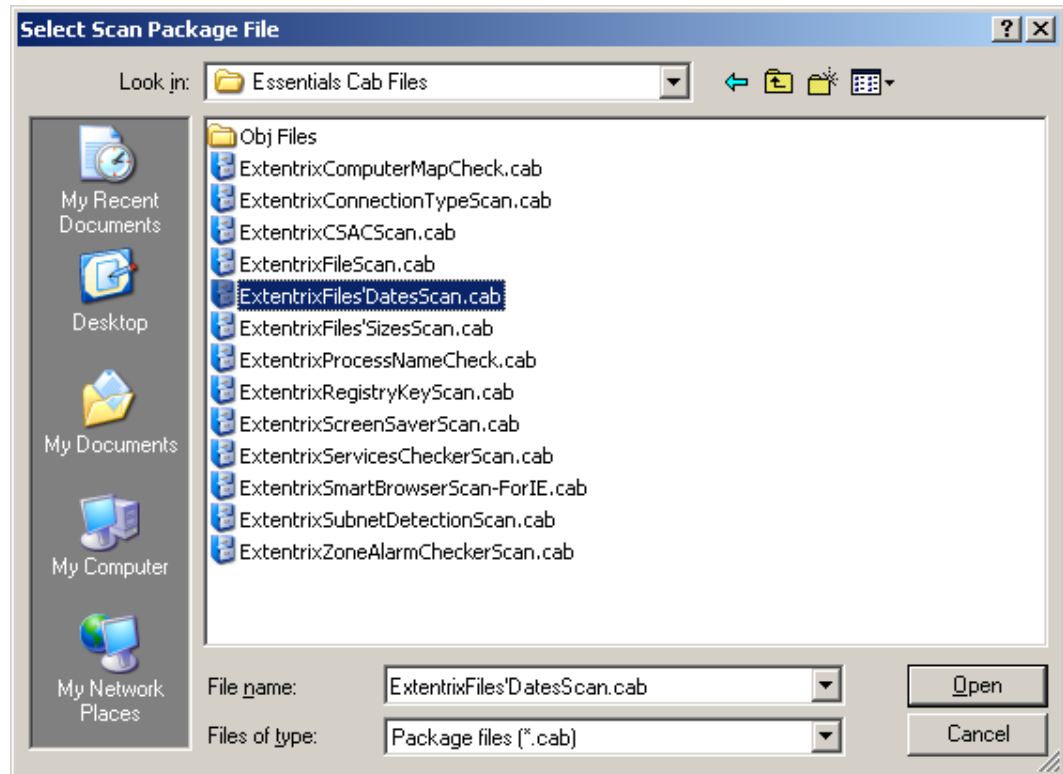 Select Scan Package File
Look in: Essentials Cab Files
My Recent
Documents
Desktop
My Documents
My Computer
My Network
Places
Obj Files
ExtentrixComputerMapCheck.cab
ExtentrixConnectionTypeScan.cab
ExtentrixCSACScan.cab
ExtentrixFileScan.cab
ExtentrixFiles'DatesScan.cab
ExtentrixFiles'SizesScan.cab
ExtentrixProcessNameCheck.cab
ExtentrixRegistryKeyScan.cab
ExtentrixScreenSaverScan.cab
ExtentrixServicesCheckerScan.cab
ExtentrixSmartBrowserScan-ForIE.cab
ExtentrixSubnetDetectionScan.cab
ExtentrixZoneAlarmCheckerScan.cab
File name: ExtentrixFiles'DatesScan.cab Open
Files of type: Package files (*.cab) Cancel